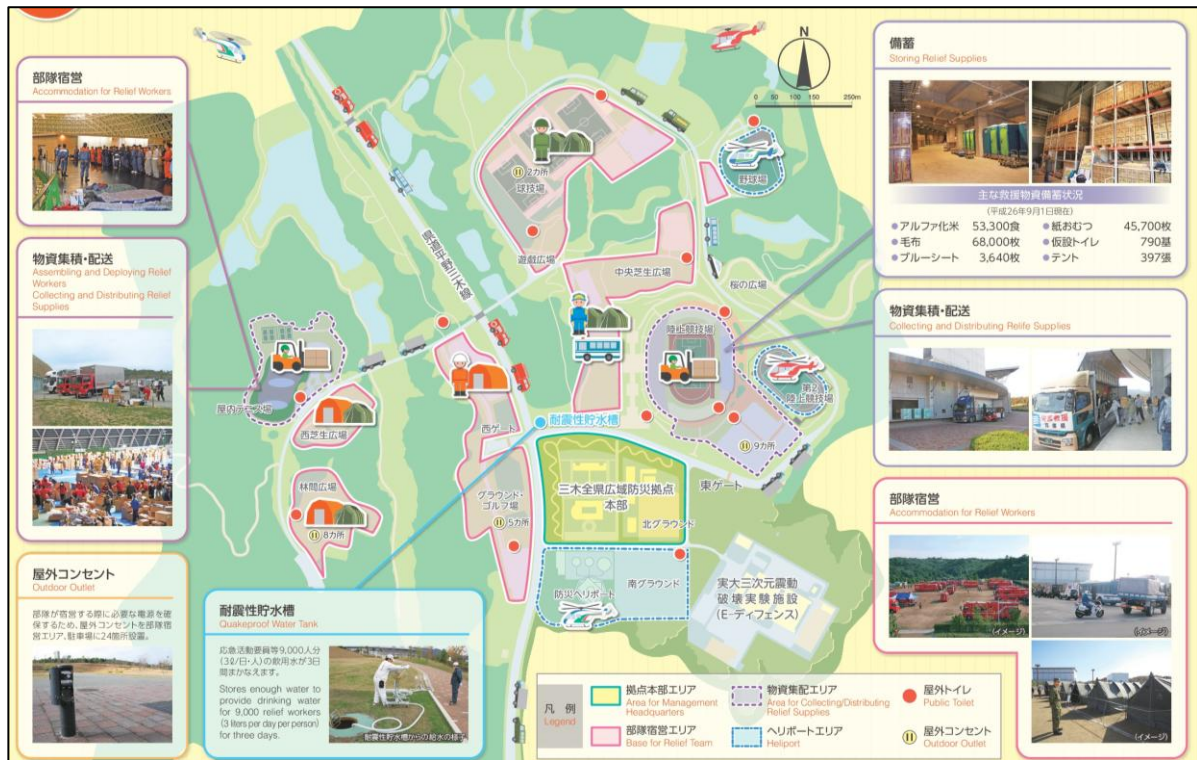 部隊宿営
Accommodation for Relief Workers
物資集積・配送
Assembling and Deploying Relief
Workers
Collecting and Distributing Relief
Supplies
屋外コンセント
Outdoor Outlet
部隊が宿営する際に必要な電源を確
保するため、屋外コンセントを部隊宿
営エリア、駐車場に24箇所設置。
耐震性貯水槽
Quakeproof Water Tank
応急活動要員等9,000人分
(3ℓ/日・人)の飲用水が3日
間まかなえます。
Stores enough water to
provide drinking water
for 9,000 relief workers
(3 liters per day per person)
for three days.
耐震性貯水槽からの給水の様子
N
0 50 100 150 250m
2カ所
球技場
遊戯広場
県道平野三木線
野球場
中央芝生広場
桜の広場
陸上競技場
第2
陸上競技場
屋内テニス場
西芝生広場
西ゲート
耐震性貯水槽
9カ所
林間広場
8カ所
グラウンド・
ゴルフ場
5カ所
三木全県広域防災拠点
本部
北グラウンド
東ゲート
南グラウンド
防災ヘリポート
実大三次元震動
破壊実験施設
(E-ディフェンス)
凡 例
Legend
拠点本部エリア
Area for Management
Headquarters
部隊宿営エリア
Base for Relief Team
物資集配エリア
Area for Collecting/Distributing
Relief Supplies
ヘリポートエリア
Heliport
屋外トイレ
Public Toilet
屋外コンセント
Outdoor Outlet
備蓄
Storing Relief Supplies
主な救援物資備蓄状況
(平成26年9月1日現在)
●アルファ化米 53,300食 ●紙おむつ 45,700枚
●毛布 68,000枚 ●仮設トイレ 790基
●ブルーシート 3,640枚 ●テント 397張
物資集積・配送
Collecting and Distributing Relife Supplies
部隊宿営
Accommodation for Relief Workers
(イメージ)
(イメージ)
(イメージ)